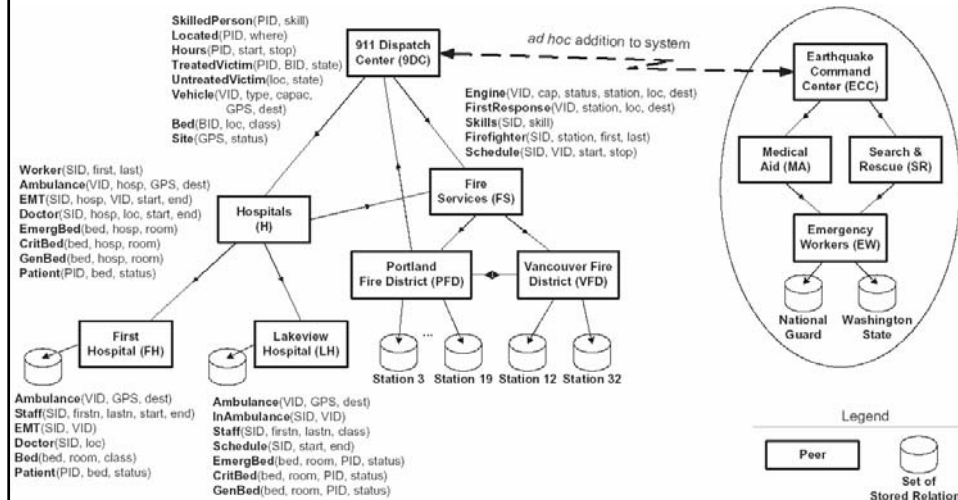 SkilledPerson(PID, skill)
Located(PID, where)
Hours(PID, start, stop)
TreatedVictim(PID, BID, state)
UntreatedVictim(loc, state)
Vehicle(VID, type, capac,
GPS, dest)
Bed(BID, loc, class)
Site(GPS, status)
911 Dispatch
Center (9DC)
ad hoc addition to system
Earthquake
Command
Center (ECC)
Engine(VID, cap, status, station, loc, dest)
FirstResponse(VID, station, loc, dest)
Skills(SID, skill)
Firefighter(SID, station, first, last)
Schedule(SID, VID, start, stop)
Medical
Aid (MA)
Search &
Rescue (SR)
Worker(SID, first, last)
Ambulance(VID, hosp, GPS, dest)
EMT(SID, hosp, VID, start, end)
Doctor(SID, hosp, loc, start, end)
EmergBed(bed, hosp, room)
CritBed(bed, hosp, room)
GenBed(bed, hosp, room)
Patient(PID, bed, status)
Hospitals
(H)
Fire
Services (FS)
Emergency
Workers (EW)
Portland
Fire District (PFD)
Vancouver Fire
District (VFD)
National
Guard
Washington
State
First
Hospital (FH)
Lakeview
Hospital (LH)
...
Station 3
Station 19
Station 12
Station 32
Ambulance(VID, GPS, dest)
Staff(SID, firstn, lastn, start, end)
EMT(SID, VID)
Doctor(SID, loc)
Bed(bed, room, class)
Patient(PID, bed, status)
Ambulance(VID, GPS, dest)
InAmbulance(SID, VID)
Staff(SID, firstn, lastn, class)
Schedule(SID, start, end)
EmergBed(bed, room, PID, status)
CritBed(bed, room, PID, status)
GenBed(bed, room, PID, status)
Legend
Peer
Set of
Stored Relation